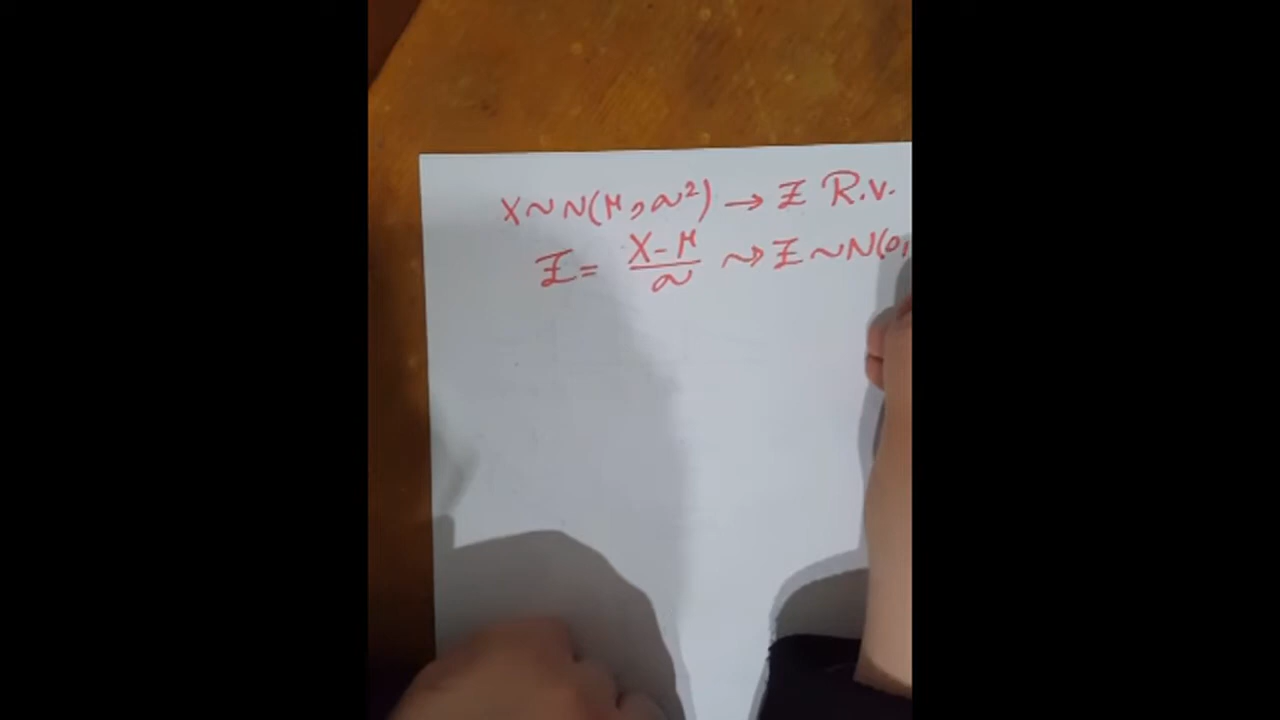 X ~ N(μ, σ²) → Z R.v.
Z = (X - μ)/σ ⇝ Z ~ N(0,